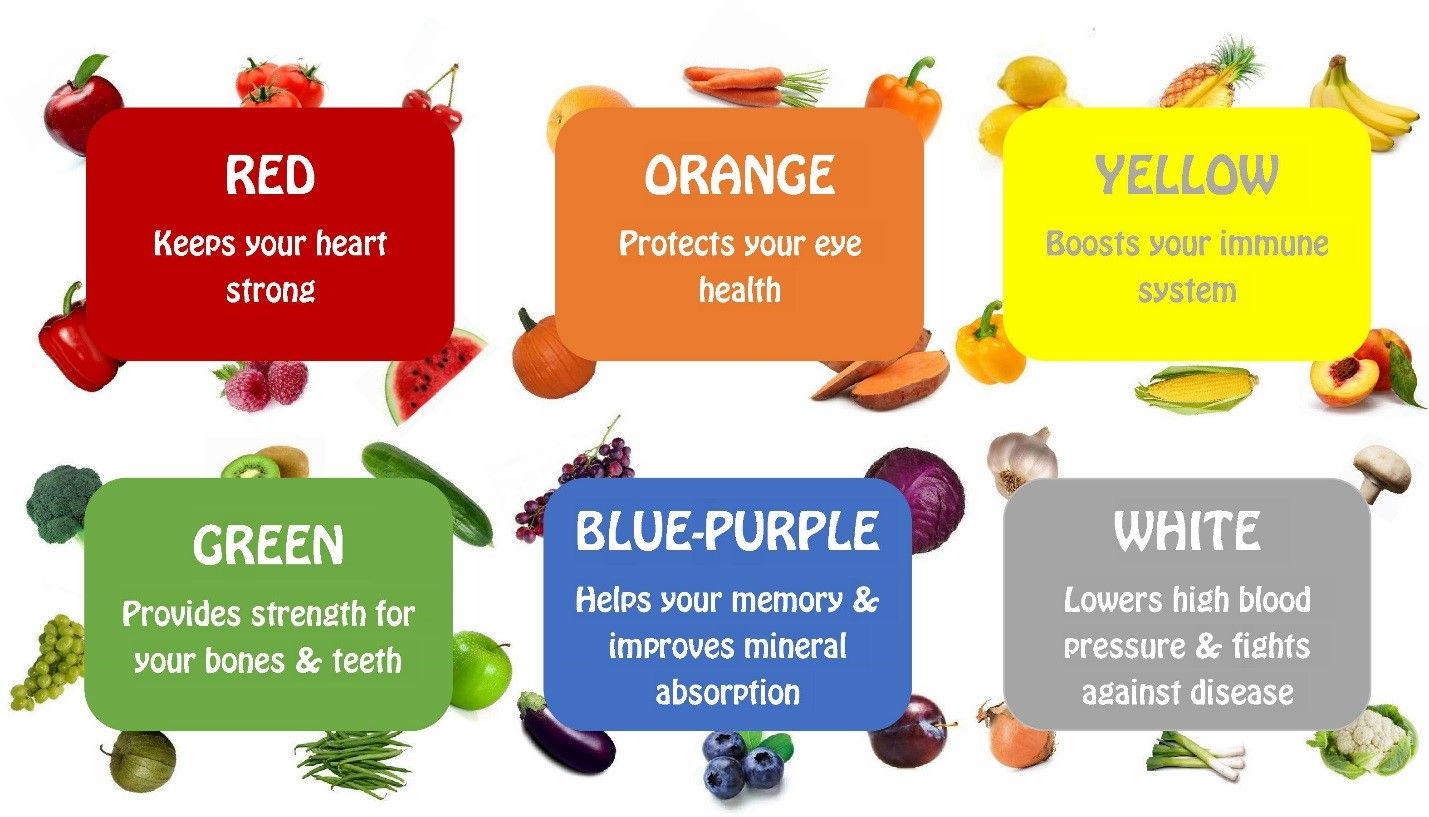 RED
Keeps your heart
strong
ORANGE
Protects your eye
health
YELLOW
Boosts your immune
system
GREEN
Provides strength for
your bones & teeth
BLUE-PURPLE
Helps your memory &
improves mineral
absorption
WHITE
Lowers high blood
pressure & fights
against disease